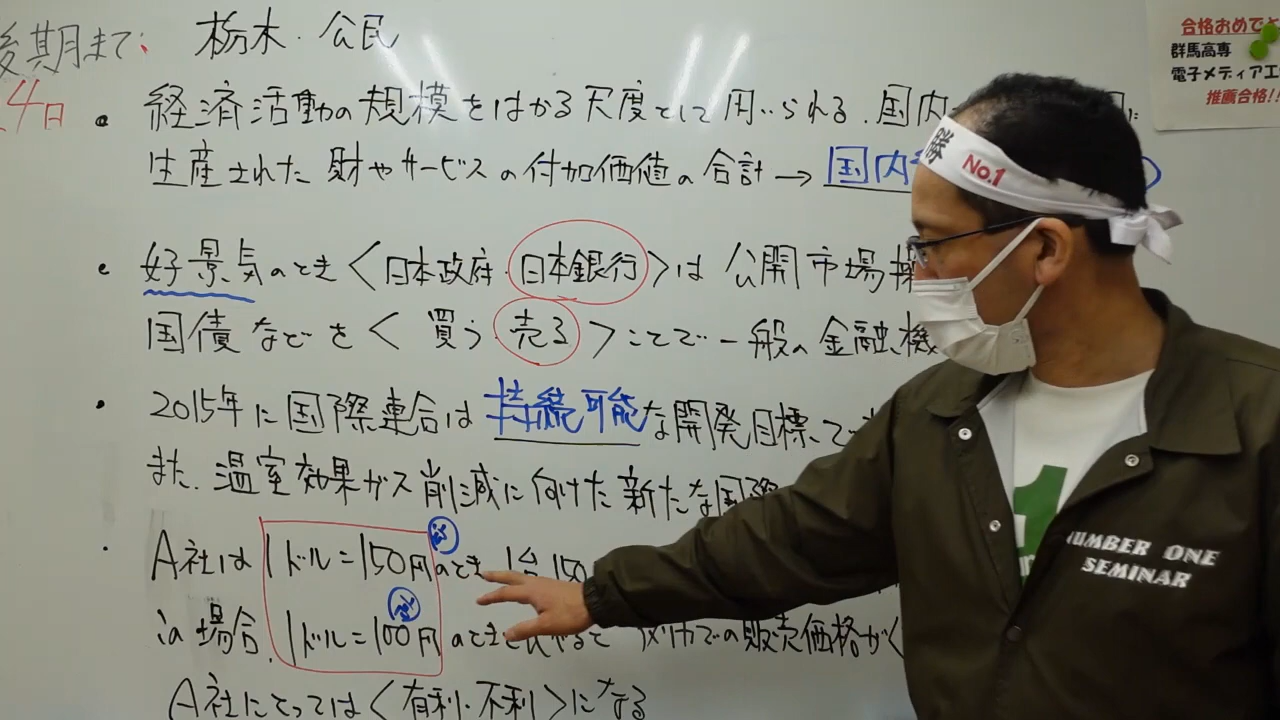 後期まで、 栃木・公民
4日
・経済活動の規模をはかる尺度として用いられる、国内
生産された財やサービスの付加価値の合計→国内
・好景気のとき〈日本政府・日本銀行〉は公開市場操
国債などを〈買う・売る〉ことで一般の金融機
・2015年に国際連合は持続可能な開発目標
また、温室効果ガス削減に向けた新たな国際
・A社は1ドル=150円のとき1台150
この場合、1ドル=100円のときと比べるとアメリカでの販売価格が〈
A社にとっては〈有利・不利〉になる
合格おめでと
群馬高専
電子メディア工
推薦合格!!
勝 No.1
1
NUMBER ONE
SEMINAR